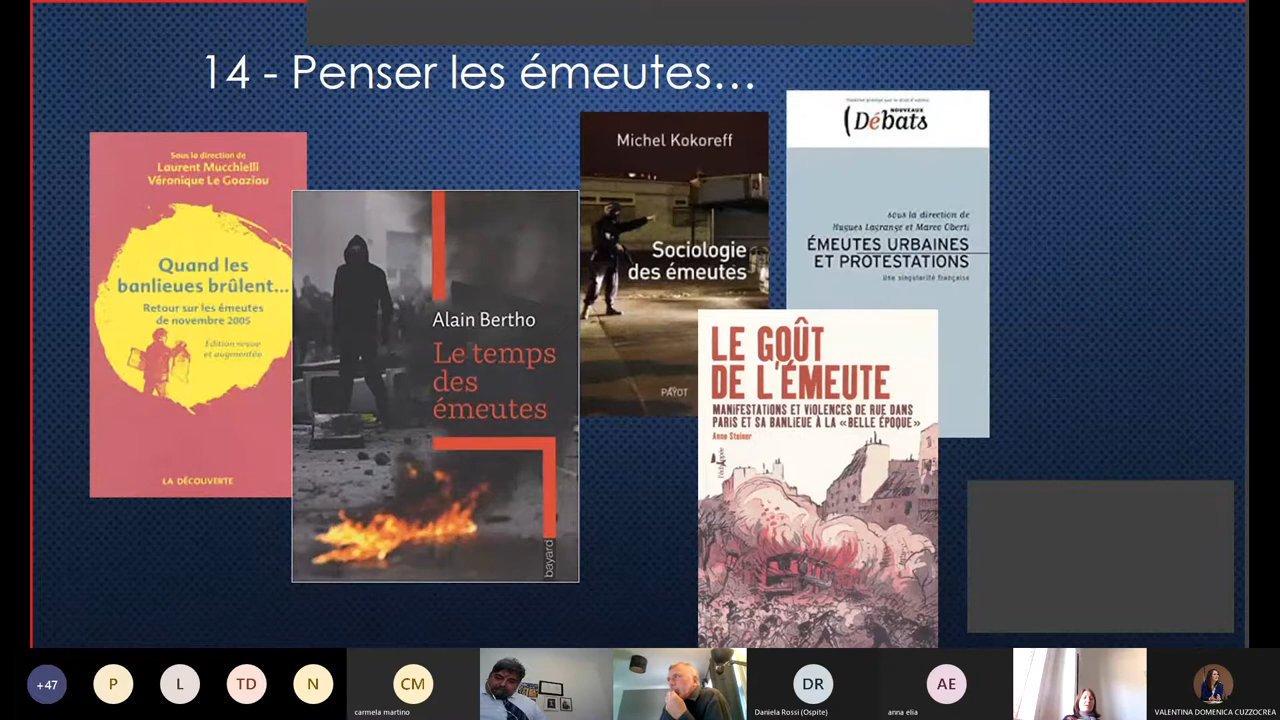 14 - Penser les émeutes...
Sous la direction de
Laurent Mucchielli
Véronique Le Goaziou
Quand les
banlieues brûlent...
Retour sur les émeutes
de novembre 2005
Édition revue
et augmentée
LA DÉCOUVERTE
Alain Bertho
Le temps
des
émeutes
bayard
Michel Kokoreff
Sociologie
des émeutes
PAYOT
NOUVEAUX
(Débats
sous la direction de
Hugues Lagrange et Marco Oberti
ÉMEUTES URBAINES
ET PROTESTATIONS
Une singularité française
LE GOÛT
DE L'ÉMEUTE
MANIFESTATIONS ET VIOLENCES DE RUE DANS
PARIS ET SA BANLIEUE À LA «BELLE ÉPOQUE»
Anne Steiner
+47
P
L
TD
N
CM
carmela martino
DR
Daniela Rossi (Ospite)
AE
anna elia
VALENTINA DOMENICA CUZZOCREA